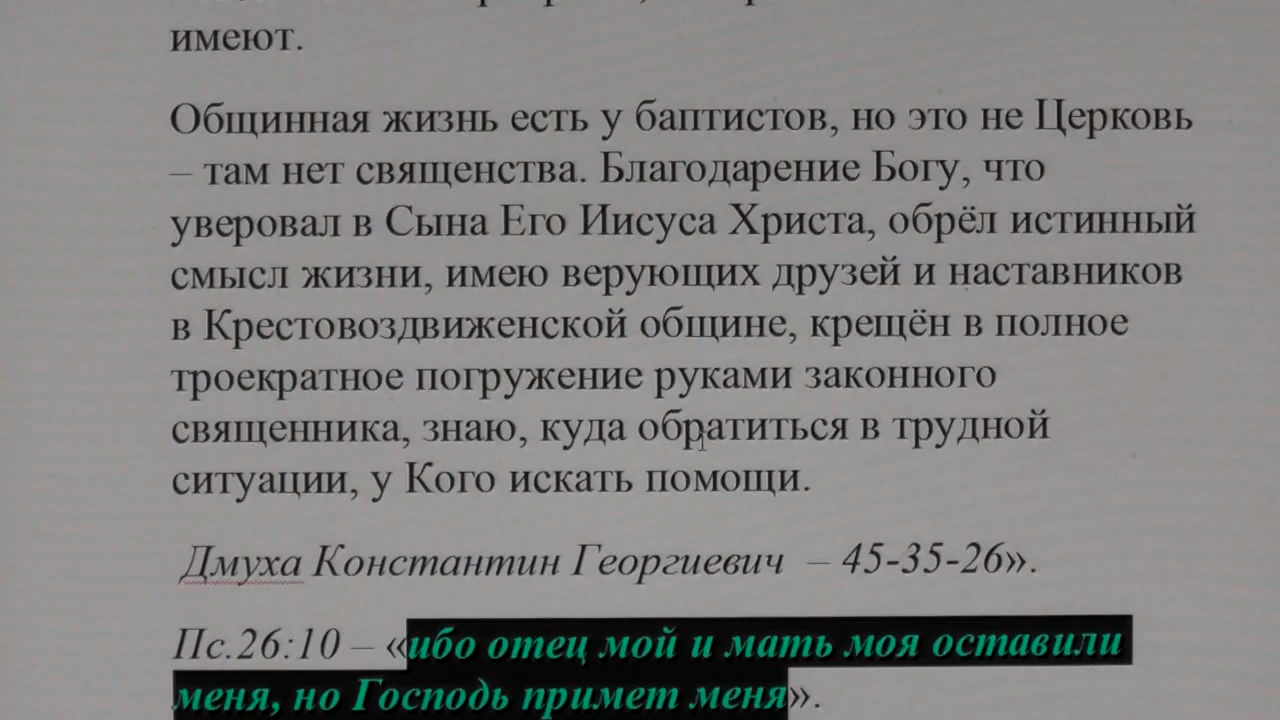 имеют.
Общинная жизнь есть у баптистов, но это не Церковь
– там нет священства. Благодарение Богу, что
уверовал в Сына Его Иисуса Христа, обрёл истинный
смысл жизни, имею верующих друзей и наставников
в Крестовоздвиженской общине, крещён в полное
троекратное погружение руками законного
священника, знаю, куда обратиться в трудной
ситуации, у Кого искать помощи.
Дмуха Константин Георгиевич – 45-35-26».
Пс.26:10 – «ибо отец мой и мать моя оставили
меня, но Господь примет меня».